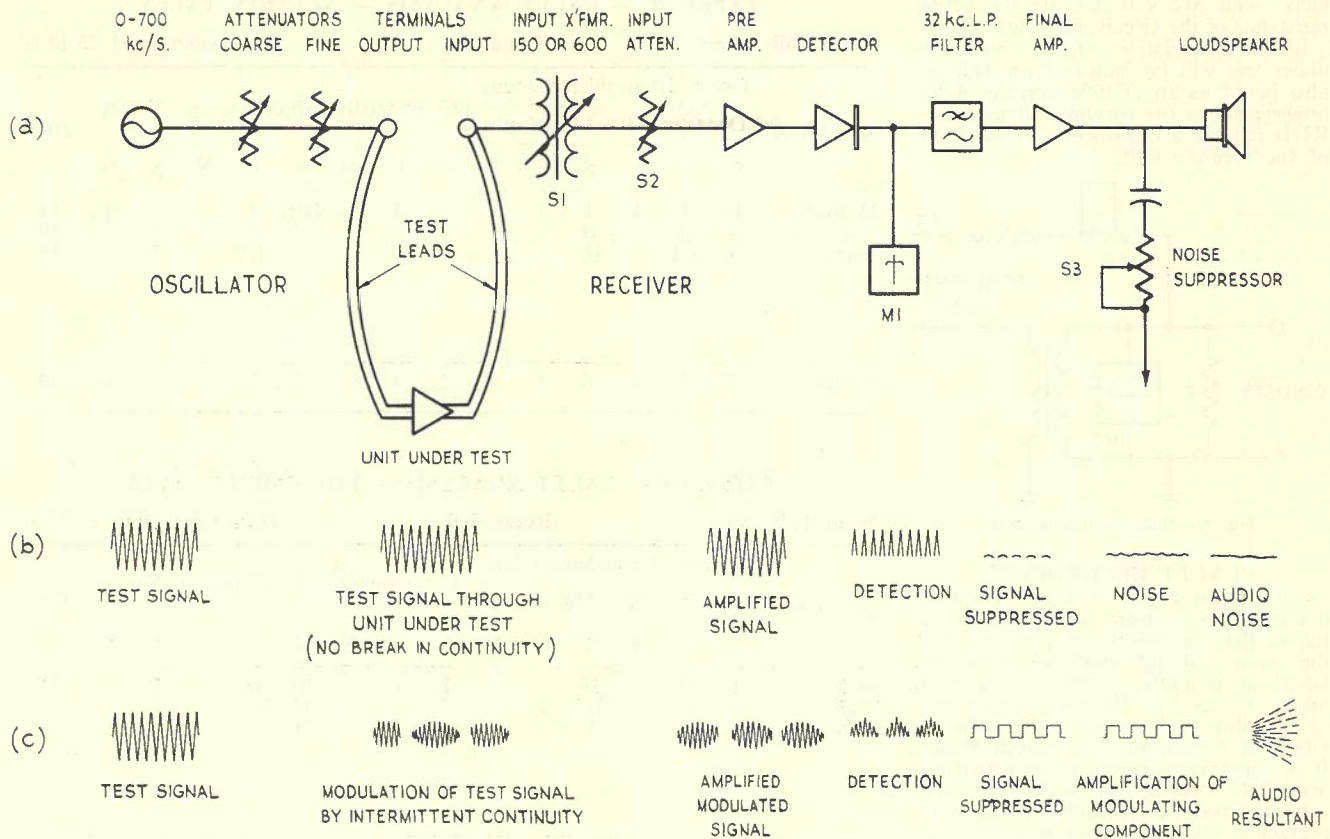 0-700 ATTENUATORS TERMINALS INPUT X'FMR. INPUT PRE 32 kc. L.P. FINAL
kc/S. COARSE FINE OUTPUT INPUT 150 OR 600 ATTEN. AMP. DETECTOR FILTER AMP. LOUDSPEAKER
(a)
S1
S2
TEST
LEADS
OSCILLATOR
RECEIVER
M1
S3
NOISE
SUPPRESSOR
UNIT UNDER TEST
(b)
TEST SIGNAL
TEST SIGNAL THROUGH
UNIT UNDER TEST
(NO BREAK IN CONTINUITY)
AMPLIFIED
SIGNAL
DETECTION
SIGNAL
SUPPRESSED
NOISE
AUDIO
NOISE
(c)
TEST SIGNAL
MODULATION OF TEST SIGNAL
BY INTERMITTENT CONTINUITY
AMPLIFIED
MODULATED
SIGNAL
DETECTION
SIGNAL
SUPPRESSED
AMPLIFICATION OF
MODULATING
COMPONENT
AUDIO
RESULTANT